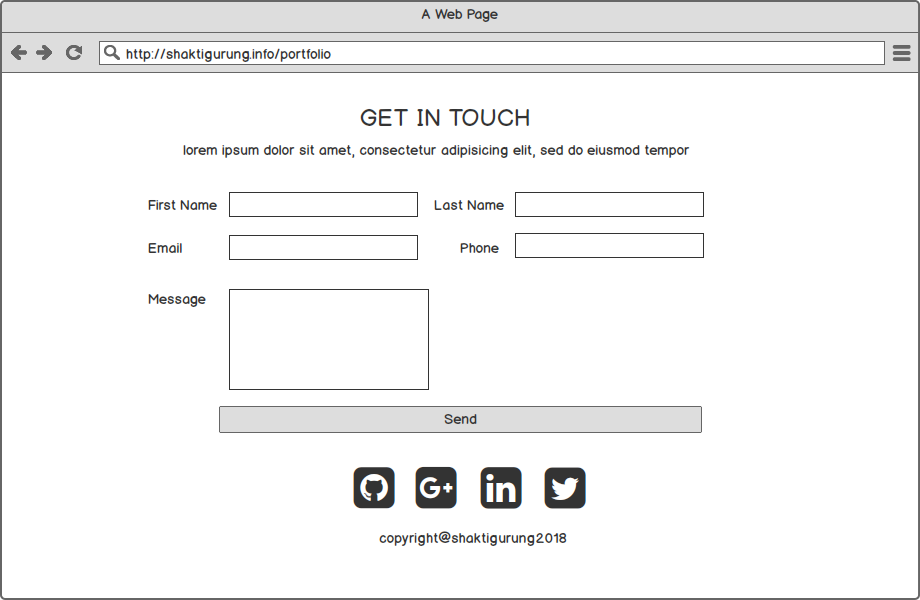 A Web Page
http://shaktigurung.info/portfolio
GET IN TOUCH
lorem ipsum dolor sit amet, consectetur adipisicing elit, sed do eiusmod tempor
First Name
Last Name
Email
Phone
Message
Send
G+
in
copyright@shaktigurung2018